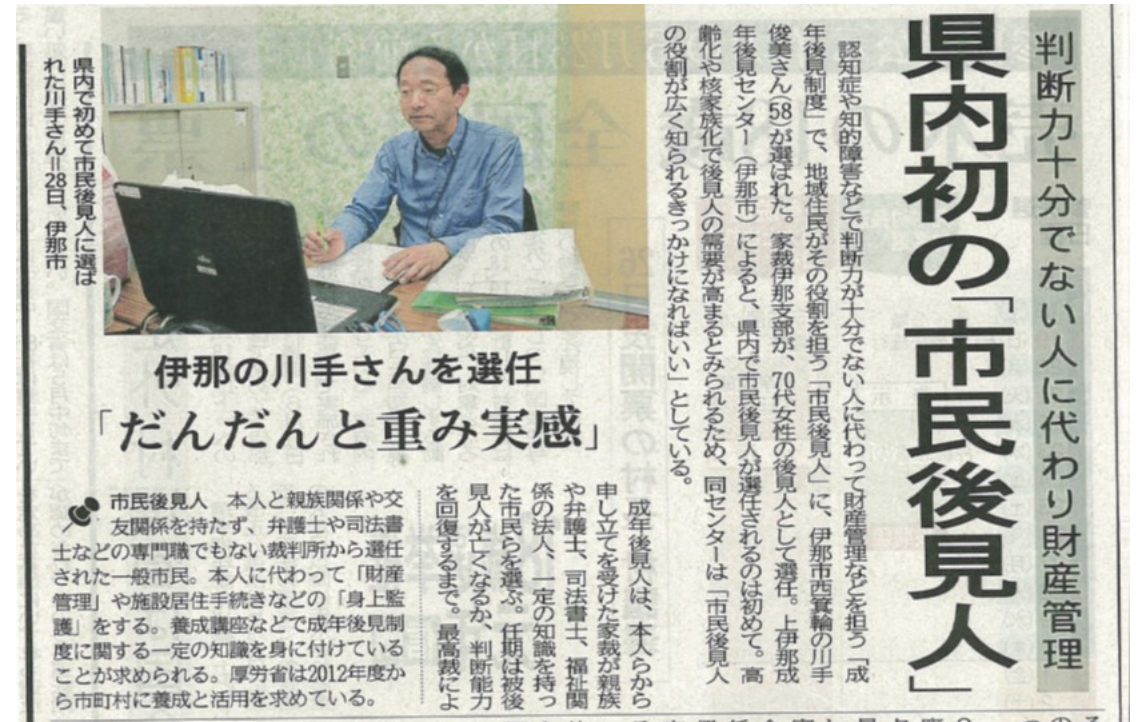 判断力十分でない人に代わり財産管理
県内初の「市民後見人」
認知症や知的障害などで判断力が十分でない人に代わって財産管理などを担う「成
年後見制度」で、地域住民がその役割を担う「市民後見人」に、伊那市西箕輪の川手
俊美さん(58)が選ばれた。家裁伊那支部が、70代女性の後見人として選任。上伊那成
年後見センター(伊那市)によると、県内で市民後見人が選任されるのは初めて。高
齢化や核家族化で後見人の需要が高まるとみられるため、同センターは「市民後見人
の役割が広く知られるきっかけになればいい」としている。
県内で初めて市民後見人に選ば
れた川手さん=28日、伊那市
伊那の川手さんを選任
「だんだんと重み実感」
成年後見人は、本人らから
申し立てを受けた家裁が親族
や弁護士、司法書士、福祉関
係の法人、一定の知識を持っ
た市民らを選ぶ。任期は被後
見人が亡くなるか、判断能力
を回復するまで。最高裁によ
市民後見人 本人と親族関係や交
友関係を持たず、弁護士や司法書
士などの専門職でもない裁判所から選任
された一般市民。本人に代わって「財産
管理」や施設居住手続きなどの「身上監
護」をする。養成講座などで成年後見制
度に関する一定の知識を身に付けている
ことが求められる。厚労省は2012年度か
ら市町村に養成と活用を求めている。